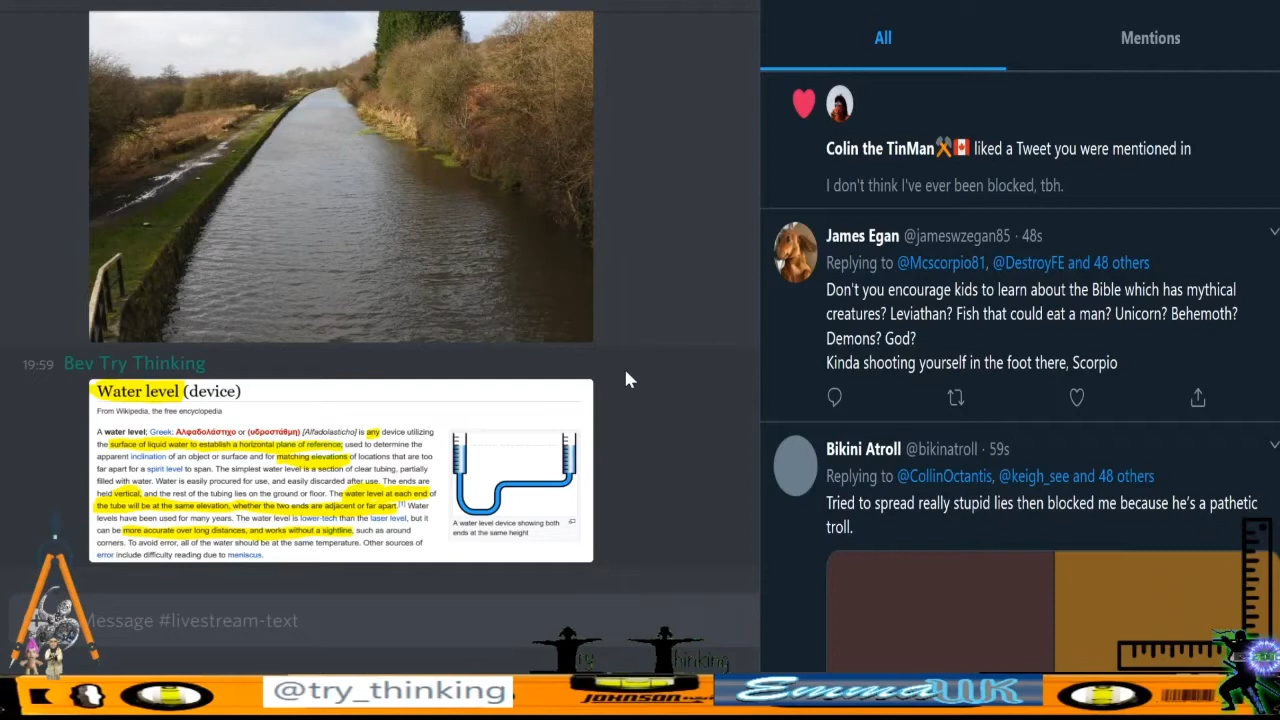 All
Mentions
Colin the TinMan⚒🇨🇦 liked a Tweet you were mentioned in
I don't think I've ever been blocked, tbh.
James Egan @jameswzegan85 · 48s
Replying to @Mcscorpio81, @DestroyFE and 48 others
Don't you encourage kids to learn about the Bible which has mythical
creatures? Leviathan? Fish that could eat a man? Unicorn? Behemoth?
Demons? God?
Kinda shooting yourself in the foot there, Scorpio
Bikini Atroll @bikinatroll · 59s
Replying to @CollinOctantis, @keigh_see and 48 others
Tried to spread really stupid lies then blocked me because he's a pathetic
troll.
19:59 Bev Try Thinking
Water level (device)
From Wikipedia, the free encyclopedia
A water level; Greek: Αλφαδολάστιχο or (υδροστάθμη) [Alfadolasticho] is any device utilizing
the surface of liquid water to establish a horizontal plane of reference; used to determine the
apparent inclination of an object or surface and for matching elevations of locations that are too
far apart for a spirit level to span. The simplest water level is a section of clear tubing, partially
filled with water. Water is easily procured for use, and easily discarded after use. The ends are
held vertical, and the rest of the tubing lies on the ground or floor. The water level at each end of
the tube will be at the same elevation, whether the two ends are adjacent or far apart.[1] Water
levels have been used for many years. The water level is lower-tech than the laser level, but it
can be more accurate over long distances, and works without a sightline, such as around
corners. To avoid error, all of the water should be at the same temperature. Other sources of
error include difficulty reading due to meniscus.
A water level device showing both
ends at the same height
Message #livestream-text
hinking
@try_thinking
JOHNSON
EmmaUK